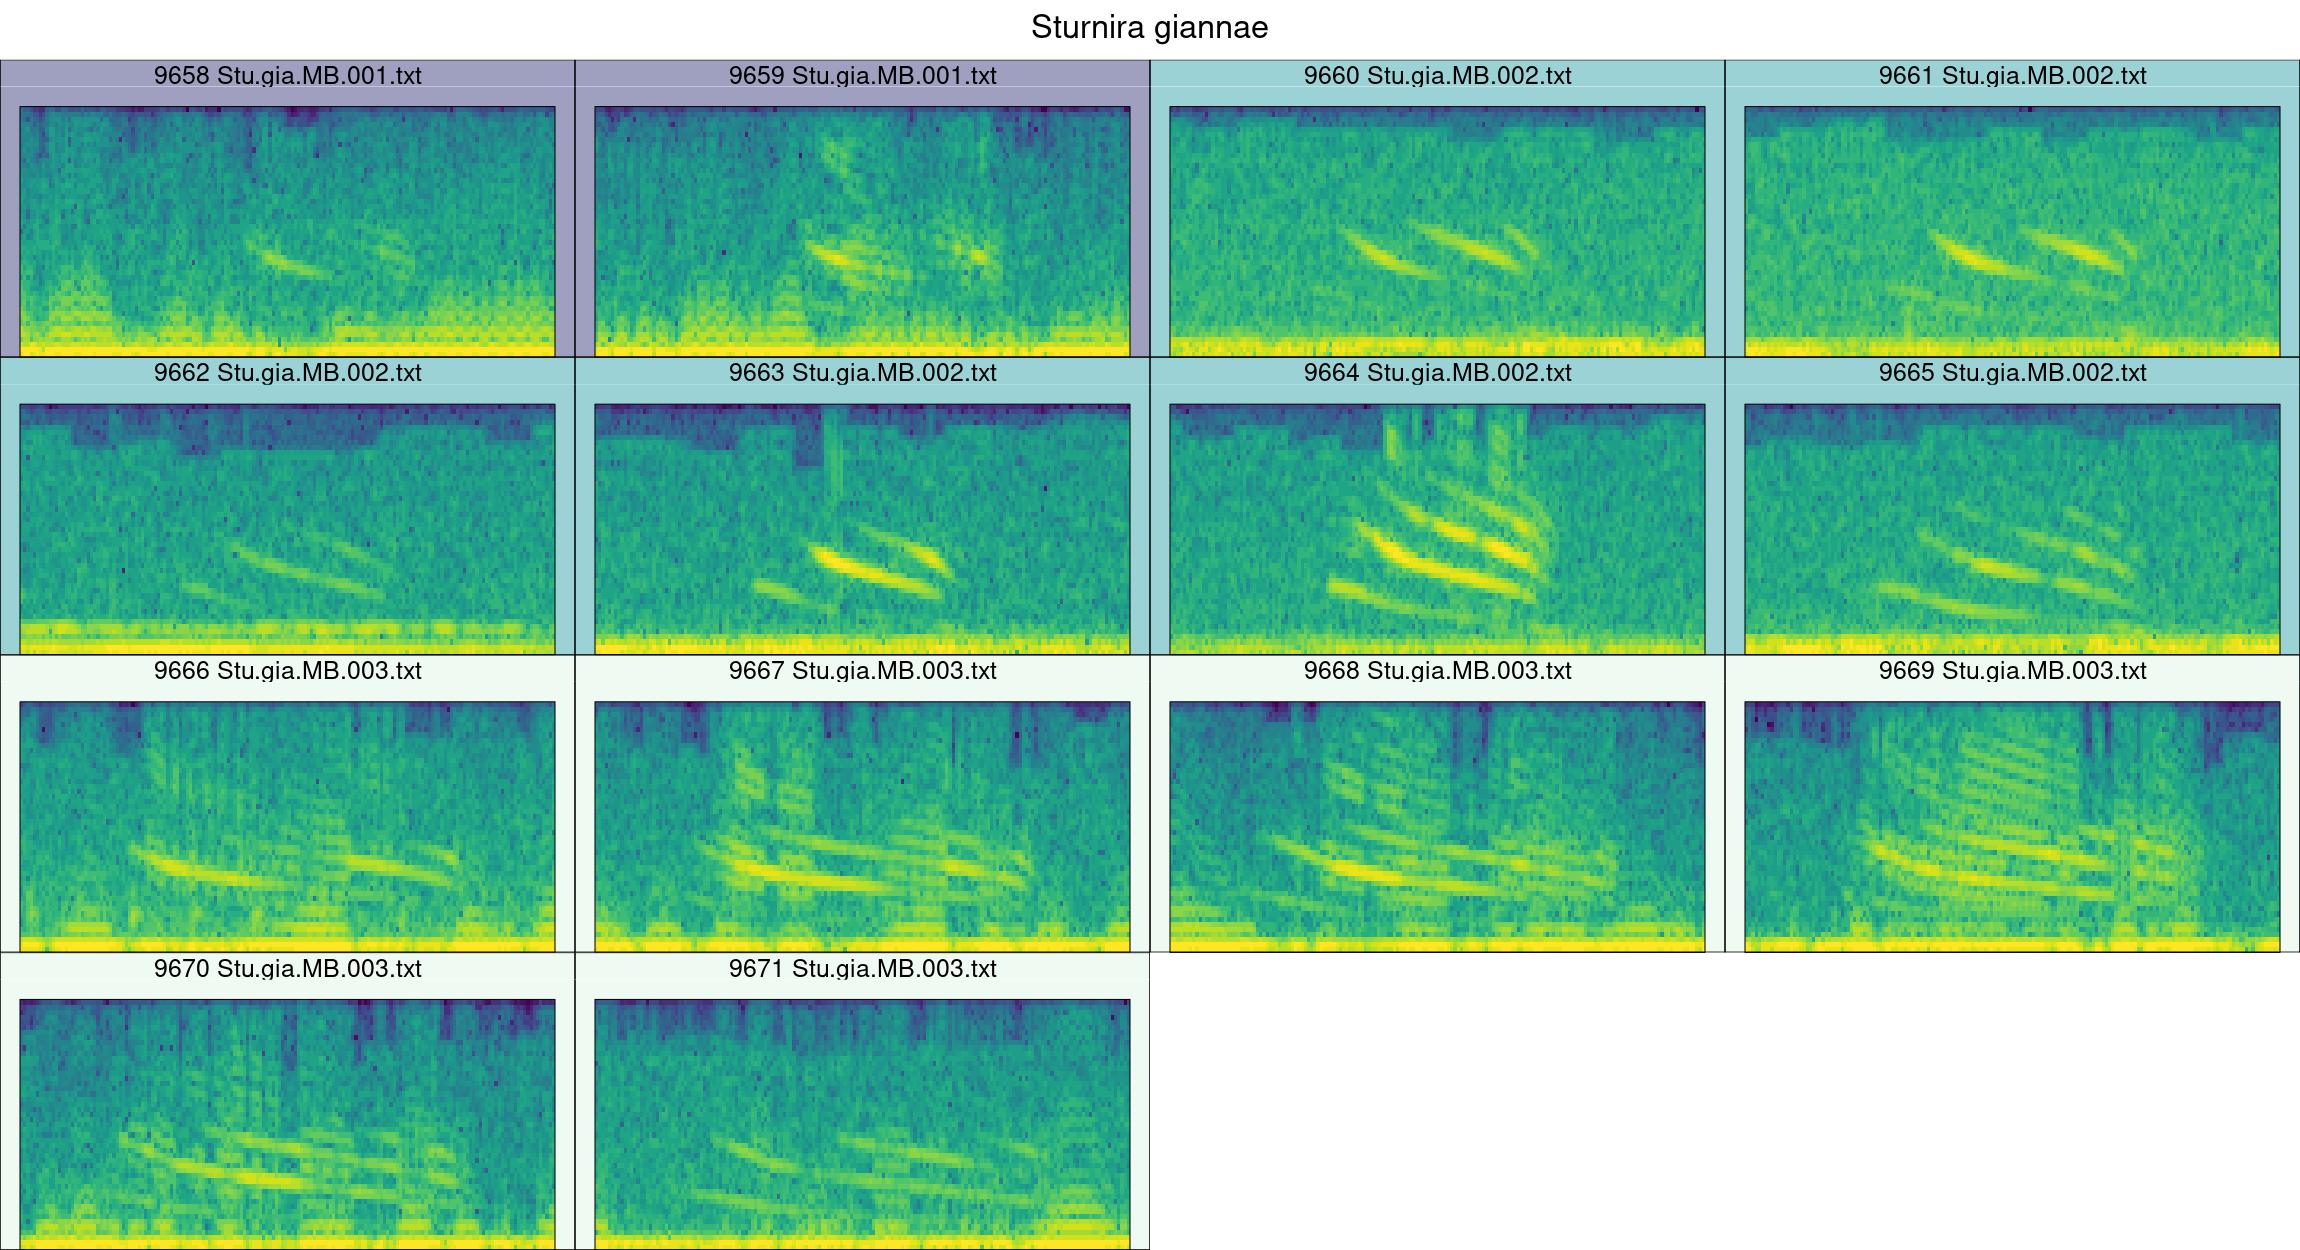 Sturnira giannae
9658 Stu.gia.MB.001.txt
9659 Stu.gia.MB.001.txt
9660 Stu.gia.MB.002.txt
9661 Stu.gia.MB.002.txt
9662 Stu.gia.MB.002.txt
9663 Stu.gia.MB.002.txt
9664 Stu.gia.MB.002.txt
9665 Stu.gia.MB.002.txt
9666 Stu.gia.MB.003.txt
9667 Stu.gia.MB.003.txt
9668 Stu.gia.MB.003.txt
9669 Stu.gia.MB.003.txt
9670 Stu.gia.MB.003.txt
9671 Stu.gia.MB.003.txt